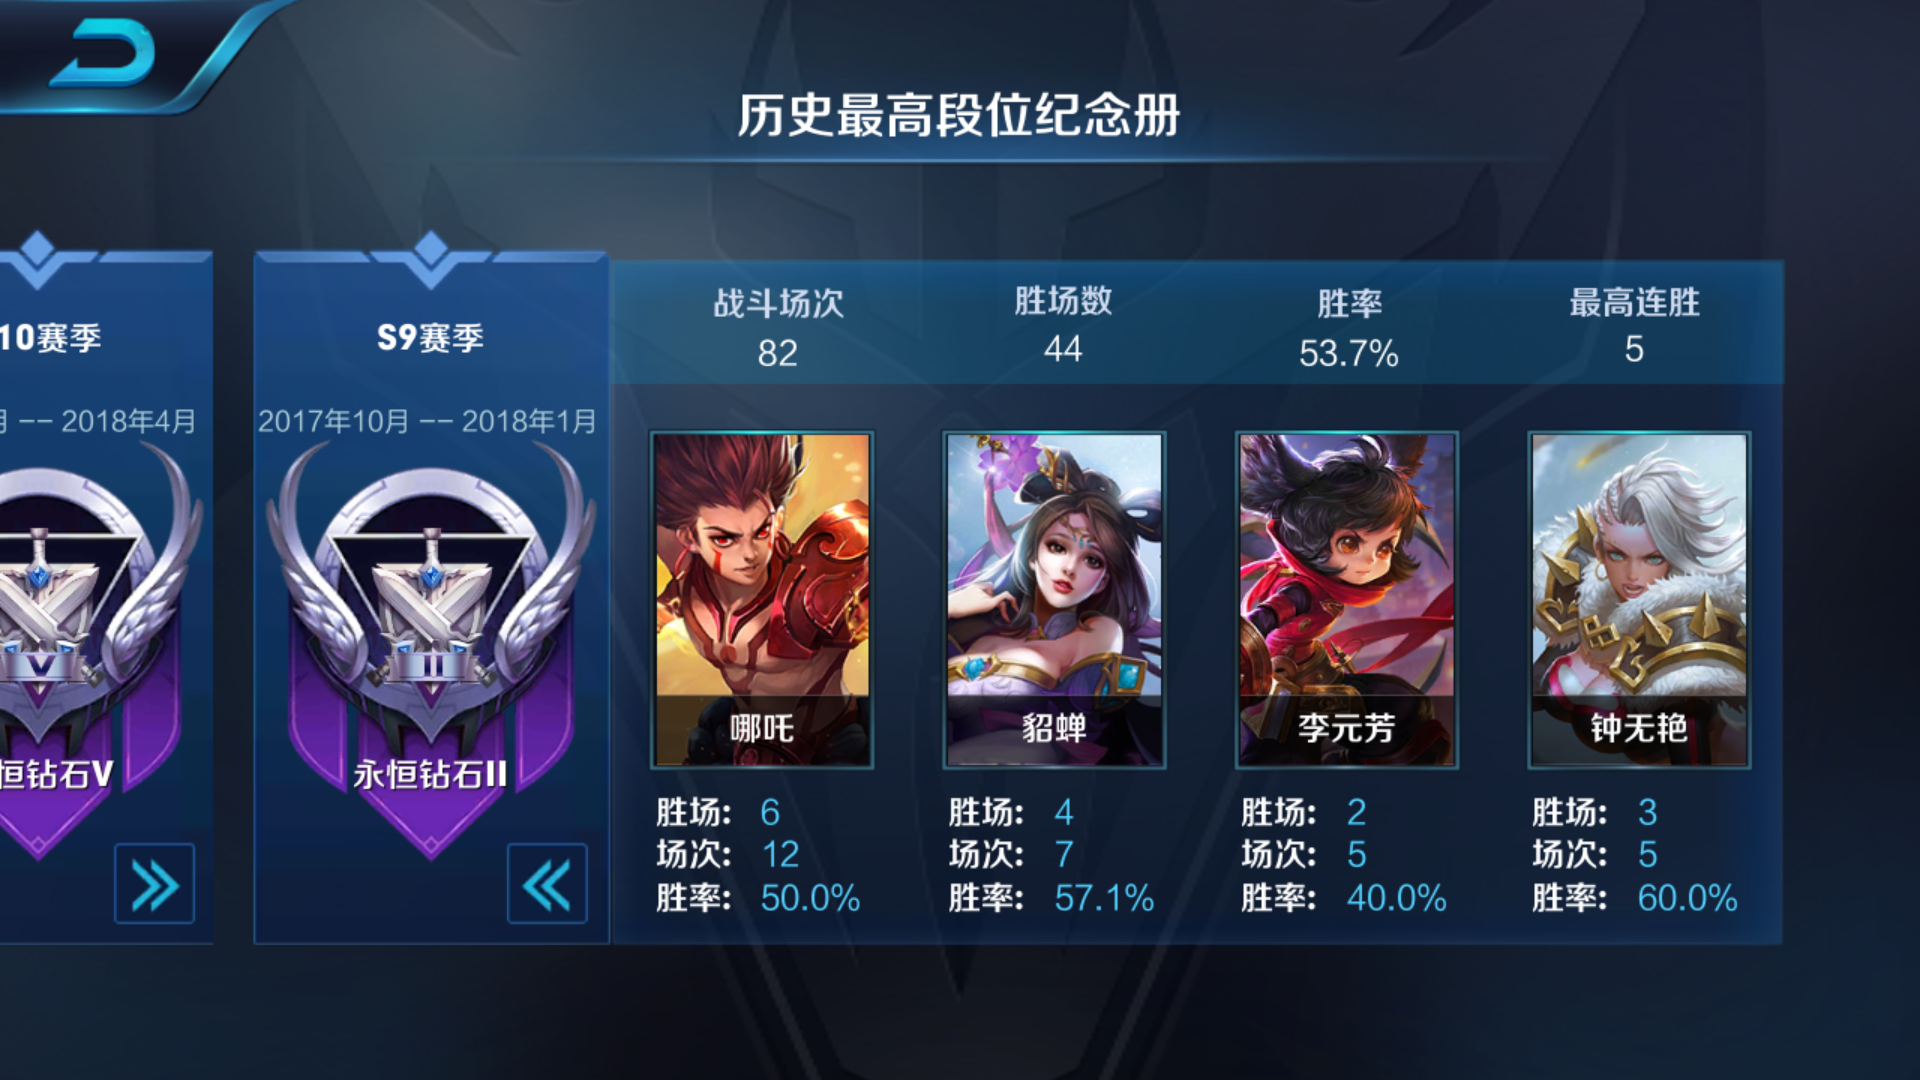 历史最高段位纪念册
10赛季
月 -- 2018年4月
V
恒钻石V
S9赛季
2017年10月 -- 2018年1月
II
永恒钻石II
战斗场次 胜场数 胜率 最高连胜
82 44 53.7% 5
哪吒 貂蝉 李元芳 钟无艳
胜场: 6 胜场: 4 胜场: 2 胜场: 3
场次: 12 场次: 7 场次: 5 场次: 5
胜率: 50.0% 胜率: 57.1% 胜率: 40.0% 胜率: 60.0%